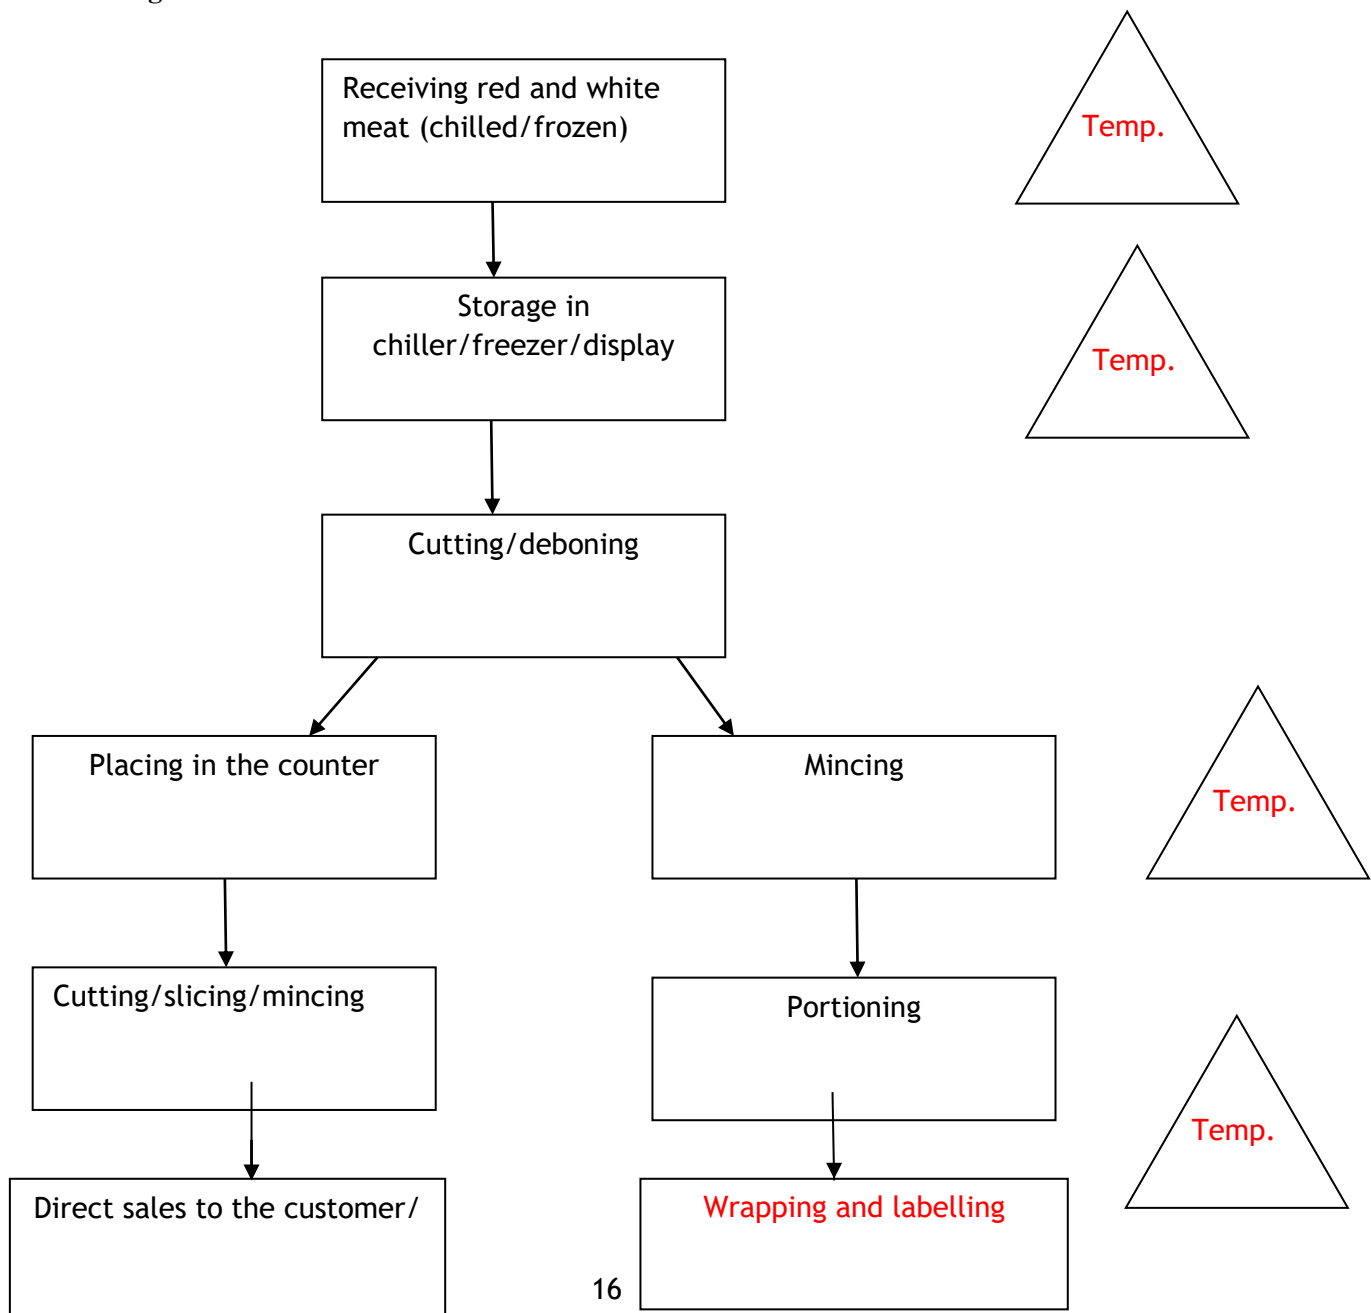 Receiving red and white
meat (chilled/frozen)
Temp.
Storage in
chiller/freezer/display
Temp.
Cutting/deboning
Placing in the counter
Mincing
Temp.
Cutting/slicing/mincing
Portioning
Temp.
Direct sales to the customer/
Wrapping and labelling
16